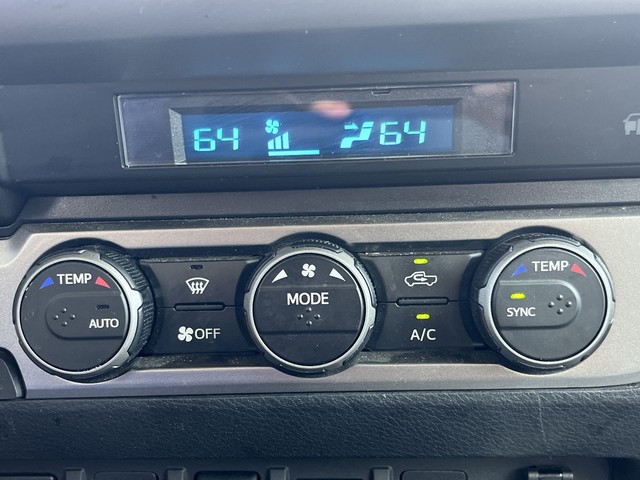 64 64
TEMP
AUTO
OFF
MODE
A/C
TEMP
SYNC